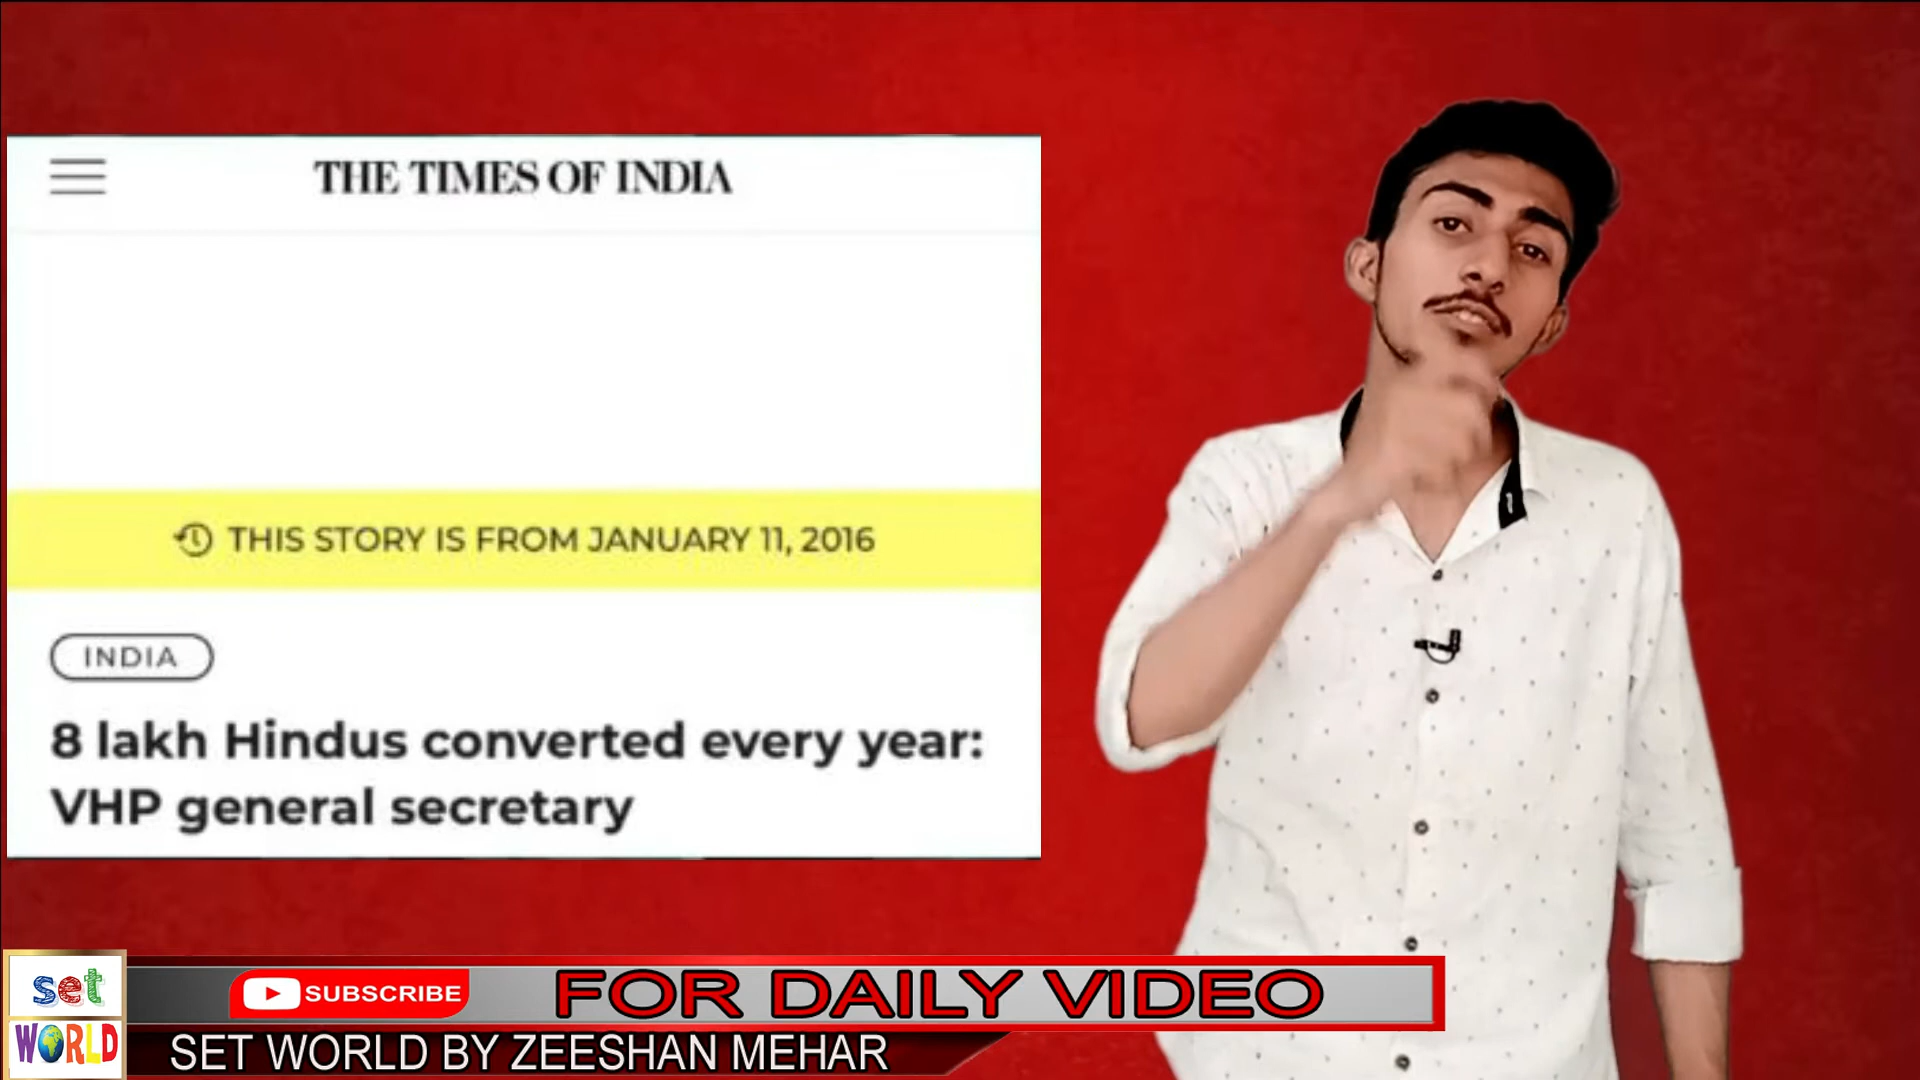 THE TIMES OF INDIA
THIS STORY IS FROM JANUARY 11, 2016
INDIA
8 lakh Hindus converted every year:
VHP general secretary
set
WORLD
SUBSCRIBE
FOR DAILY VIDEO
SET WORLD BY ZEESHAN MEHAR